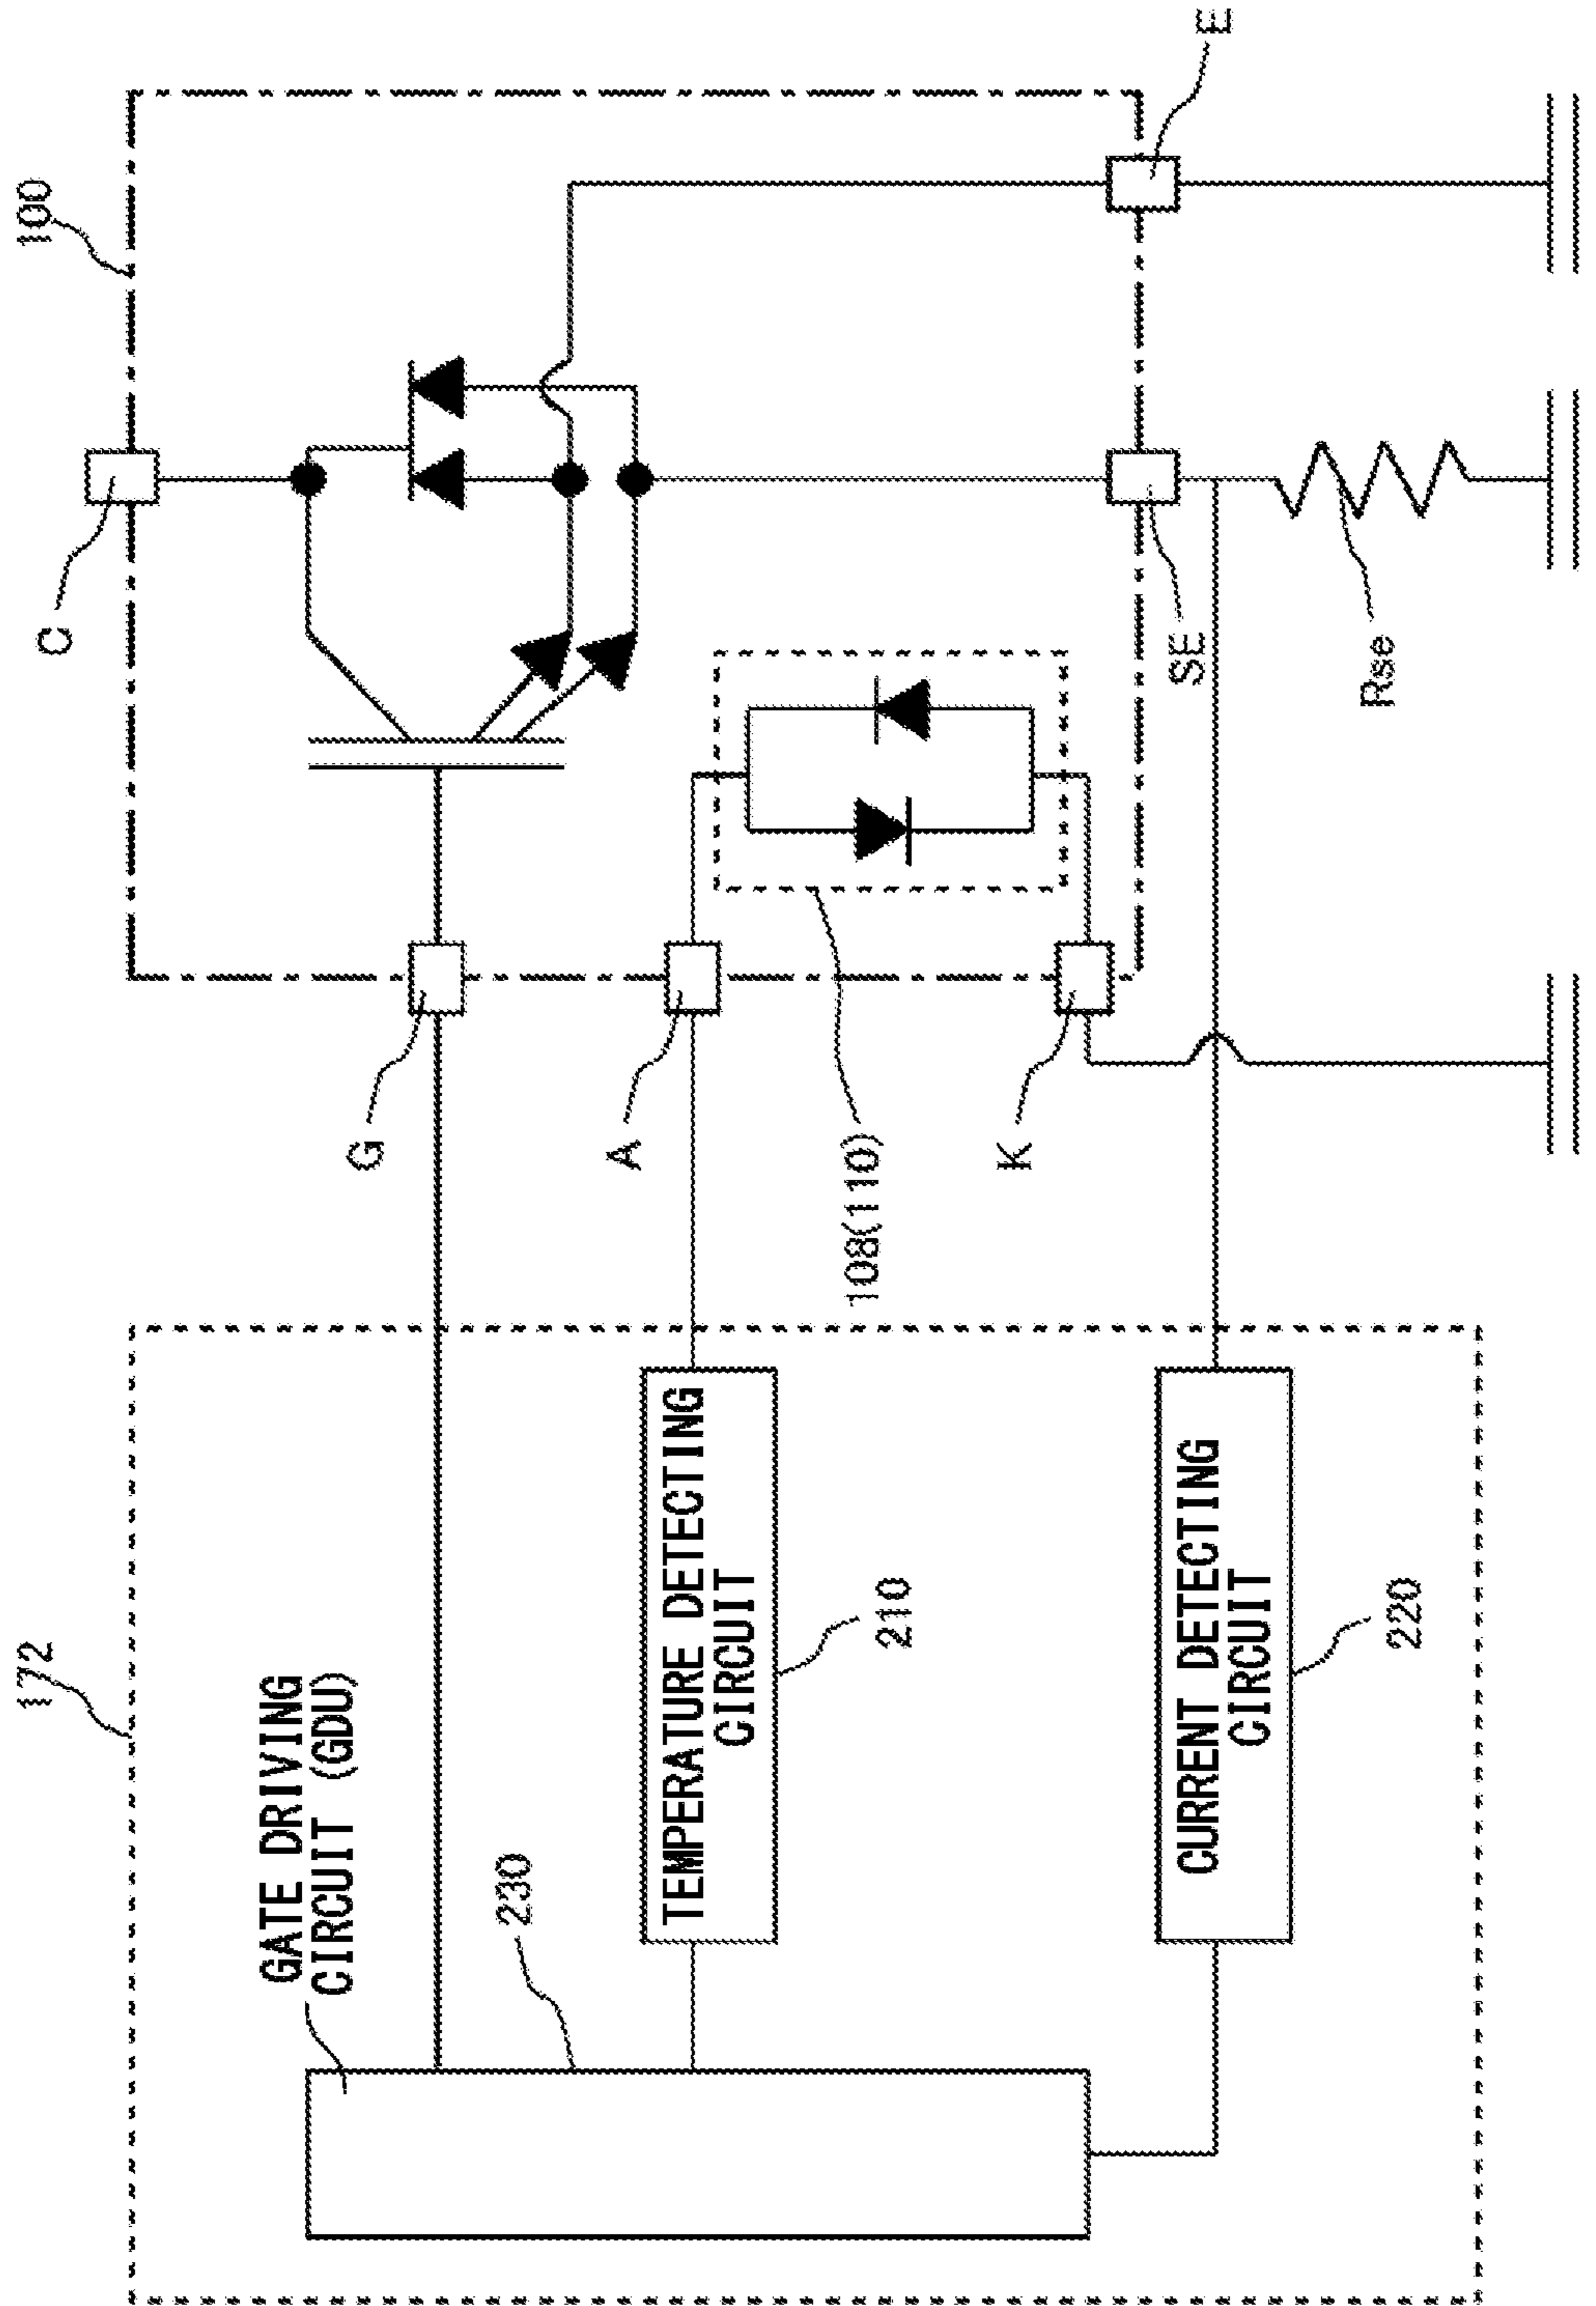 172
100
C
GATE DRIVING
CIRCUIT (GDU)
G
230
A
TEMPERATURE DETECTING
CIRCUIT
210
108(110)
K
SE
E
CURRENT DETECTING
CIRCUIT
220
Rse